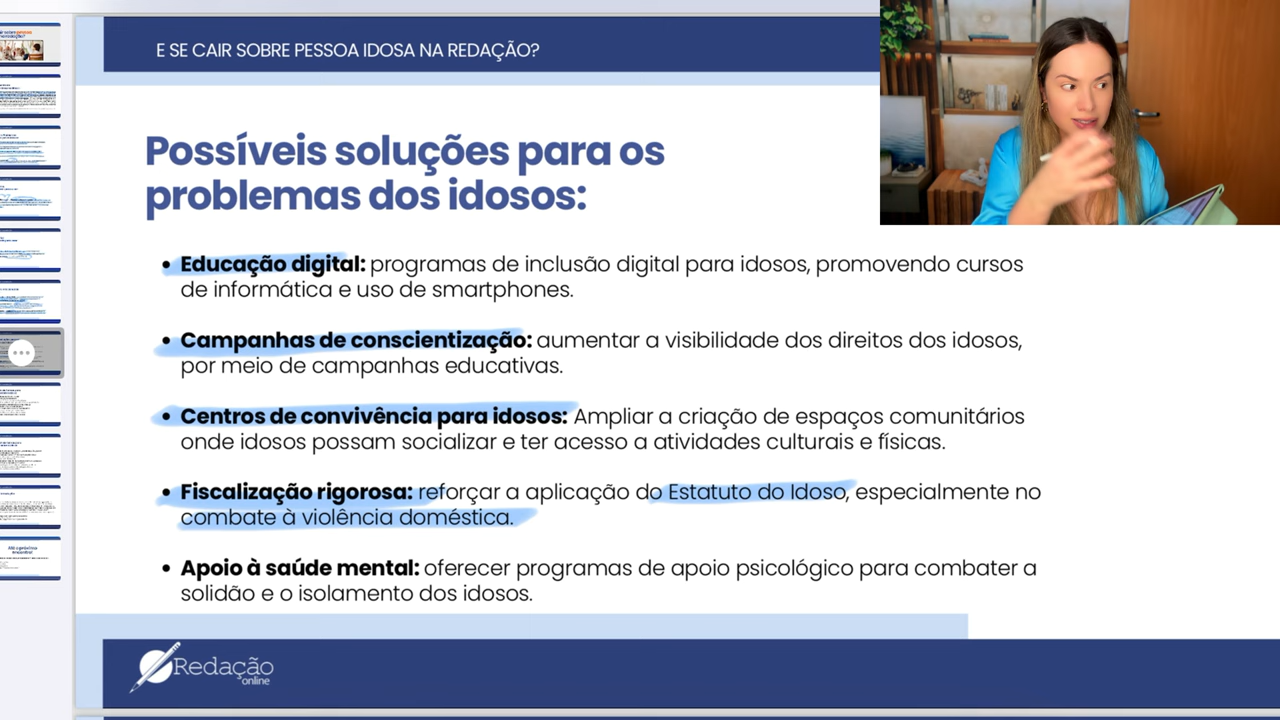 E SE CAIR SOBRE PESSOA IDOSA NA REDAÇÃO?
Possíveis soluções para os
problemas dos idosos:
• Educação digital: programas de inclusão digital para idosos, promovendo cursos
de informática e uso de smartphones.
• Campanhas de conscientização: aumentar a visibilidade dos direitos dos idosos,
por meio de campanhas educativas.
• Centros de convivência para idosos: Ampliar a criação de espaços comunitários
onde idosos possam socializar e ter acesso a atividades culturais e físicas.
• Fiscalização rigorosa: reforçar a aplicação do Estatuto do Idoso, especialmente no
combate à violência doméstica.
• Apoio à saúde mental: oferecer programas de apoio psicológico para combater a
solidão e o isolamento dos idosos.
Redação
online